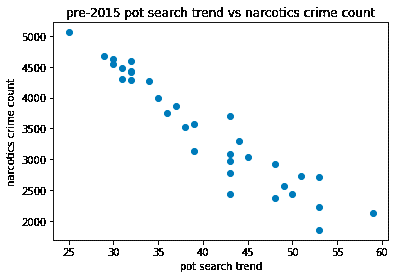 pre-2015 pot search trend vs narcotics crime count
5000
4500
4000
3500
3000
2500
2000
narcotics crime count
25 30 35 40 45 50 55 60
pot search trend